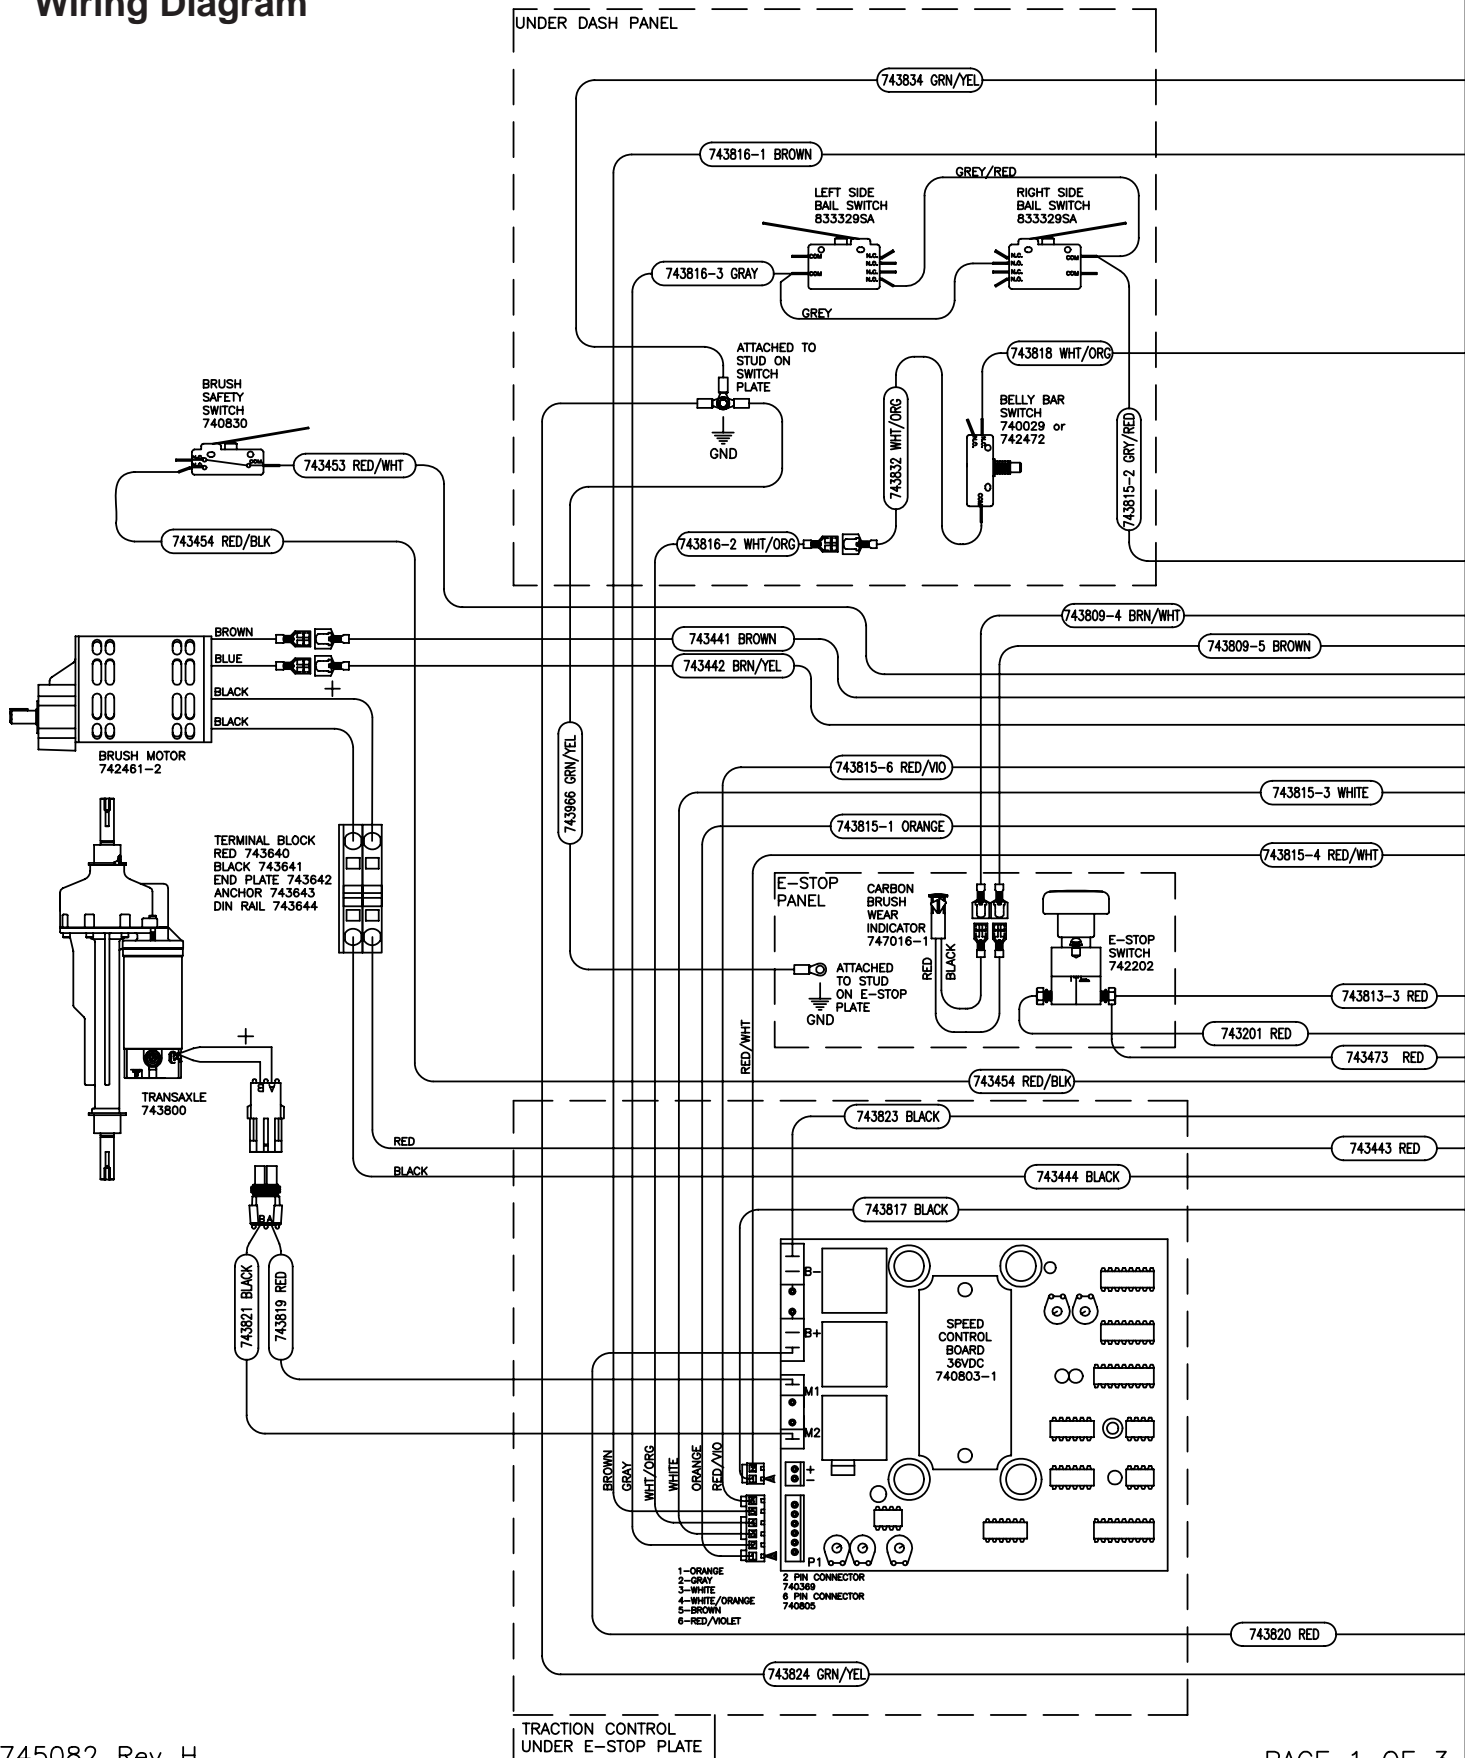 Wiring Diagram
UNDER DASH PANEL
743834 GRN/YEL
743816-1 BROWN
GREY/RED
LEFT SIDE
BAIL SWITCH
833329SA
RIGHT SIDE
BAIL SWITCH
833329SA
COM
COM
N.C.
N.O.
N.C.
N.O.
N.C.
N.O.
N.C.
N.O.
COM
COM
743816-3 GRAY
GREY
ATTACHED TO
STUD ON
SWITCH
PLATE
GND
743818 WHT/ORG
BRUSH
SAFETY
SWITCH
740830
N.C.
N.O.
COM
743453 RED/WHT
743832 WHT/ORG
BELLY BAR
SWITCH
740029 or
742472
743815-2 GRY/RED
743454 RED/BLK
743816-2 WHT/ORG
743809-4 BRN/WHT
743809-5 BROWN
BROWN
BLUE
BLACK
BLACK
+
743441 BROWN
743442 BRN/YEL
BRUSH MOTOR
742461-2
743966 GRN/YEL
743815-6 RED/VIO
743815-3 WHITE
743815-1 ORANGE
743815-4 RED/WHT
TERMINAL BLOCK
RED 743640
BLACK 743641
END PLATE 743642
ANCHOR 743643
DIN RAIL 743644
E-STOP
PANEL
CARBON
BRUSH
WEAR
INDICATOR
747016-1
RED
BLACK
E-STOP
SWITCH
742202
ATTACHED
TO STUD
ON E-STOP
PLATE
GND
743813-3 RED
743201 RED
743473 RED
RED/WHT
+
B A
TRANSAXLE
743800
743454 RED/BLK
743823 BLACK
RED
743443 RED
BLACK
743444 BLACK
743817 BLACK
B A
743821 BLACK
743819 RED
B-
B+
M1
M2
SPEED
CONTROL
BOARD
36VDC
740803-1
BROWN
GRAY
WHT/ORG
WHITE
ORANGE
RED/VIO
+
-
P1
1-ORANGE
2-GRAY
3-WHITE
4-WHITE/ORANGE
5-BROWN
6-RED/VIOLET
2 PIN CONNECTOR
740369
6 PIN CONNECTOR
740805
743820 RED
743824 GRN/YEL
TRACTION CONTROL
UNDER E-STOP PLATE
745082 Rev H
PAGE 1 OF 3